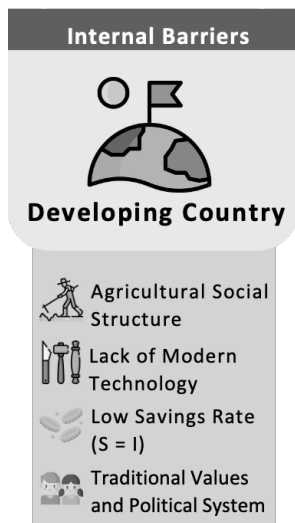 Internal Barriers
Developing Country
Agricultural Social
Structure
Lack of Modern
Technology
Low Savings Rate
(S = I)
Traditional Values
and Political System